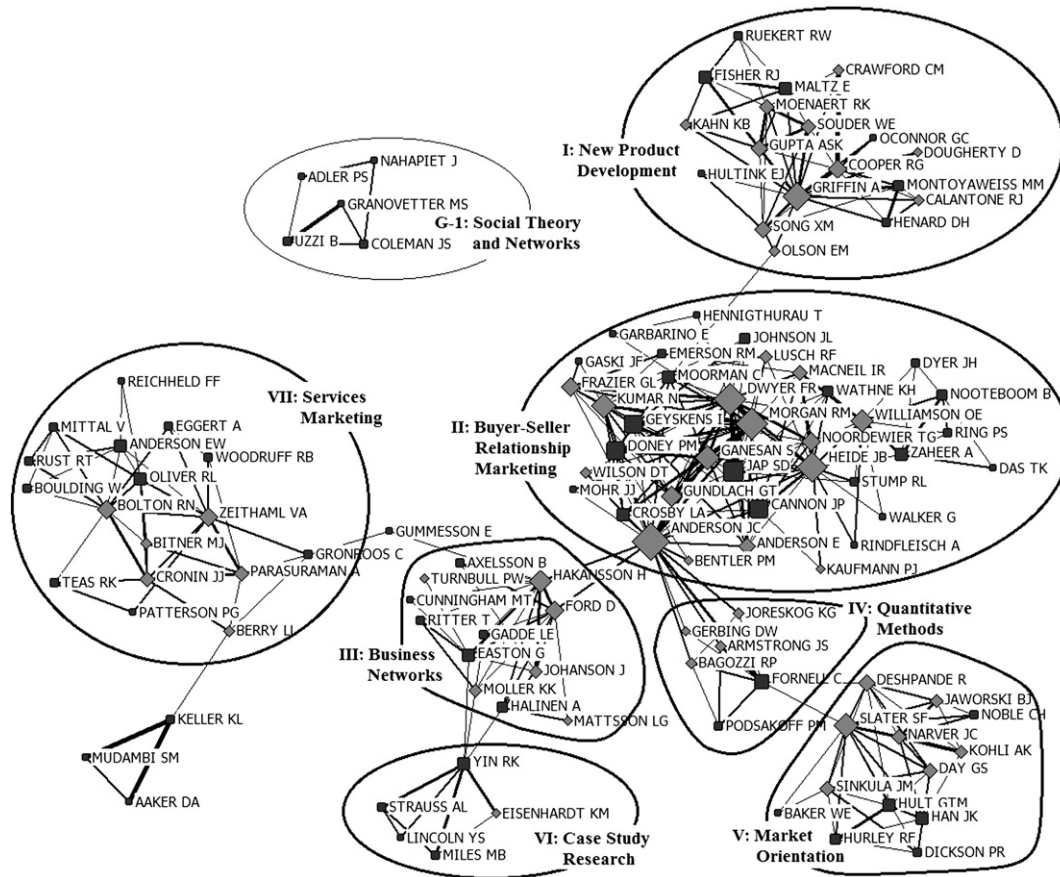 RUEKERT RW
CRAWFORD CM
FISHER RJ
MALTZ E
MOENAERT RK
KAHN KB
SOUDER WE
OCONNOR GC
I: New Product
Development
GUPTA ASK
DOUGHERTY D
COOPER RG
HULTINK EJ
GRIFFIN A
MONTOYAWEISS MM
CALANTONE RJ
SONG XM
HENARD DH
OLSON EM
NAHAPIET J
ADLER PS
GRANOVETTER MS
G-1: Social Theory
and Networks
UZZI B
COLEMAN JS
HENNIGTHURAU T
GARBARINO E
JOHNSON JL
GASKI JF
EMERSON RM
LUSCH RF
DYER JH
MOORMAN C
MACNEIL IR
FRAZIER GL
LDWYER FR
WATHNE KH
NOOTEBOOM B
KUMAR N
MORGAN RM
WILLIAMSON OE
GEYSKENS I
II: Buyer-Seller
Relationship
Marketing
NOORDEWIER TG
RING PS
DONEY PM
GANESAN S
HEIDE JB
ZAHEER A
WILSON DT
JAP SD
DAS TK
MOHR JJ
GUNDLACH GT
STUMP RL
CROSBY LA
CANNON JP
WALKER G
ANDERSON JC
ANDERSON E
RINDFLEISCH A
BENTLER PM
KAUFMANN PJ
REICHHELD FF
VII: Services
Marketing
MITTAL V
EGGERT A
ANDERSON EW
WOODRUFF RB
RUST RT
OLIVER RL
BOULDING W
BOLTON RN
ZEITHAML VA
BITNER MJ
GUMMESSON E
GRONROOS C
TEAS RK
CRONIN JJ
PARASURAMAN A
PATTERSON PG
BERRY LL
AXELSSON B
TURNBULL PW
HAKANSSON H
CUNNINGHAM MT
FORD D
RITTER T
GADDE LE
III: Business
Networks
EASTON G
JOHANSON J
MOLLER KK
HALINEN A
MATTSSON LG
JORESKOG KG
IV: Quantitative
Methods
GERBING DW
ARMSTRONG JS
BAGOZZI RP
FORNELL C
PODSAKOFF PM
DESHPANDE R
JAWORSKI BJ
SLATER SF
NOBLE CH
NARVER JC
KOHLI AK
DAY GS
SINKULA JM
BAKER WE
HULT GTM
HAN JK
V: Market
Orientation
HURLEY RF
DICKSON PR
KELLER KL
MUDAMBI SM
AAKER DA
YIN RK
STRAUSS AL
EISENHARDT KM
LINCOLN YS
VI: Case Study
Research
MILES MB